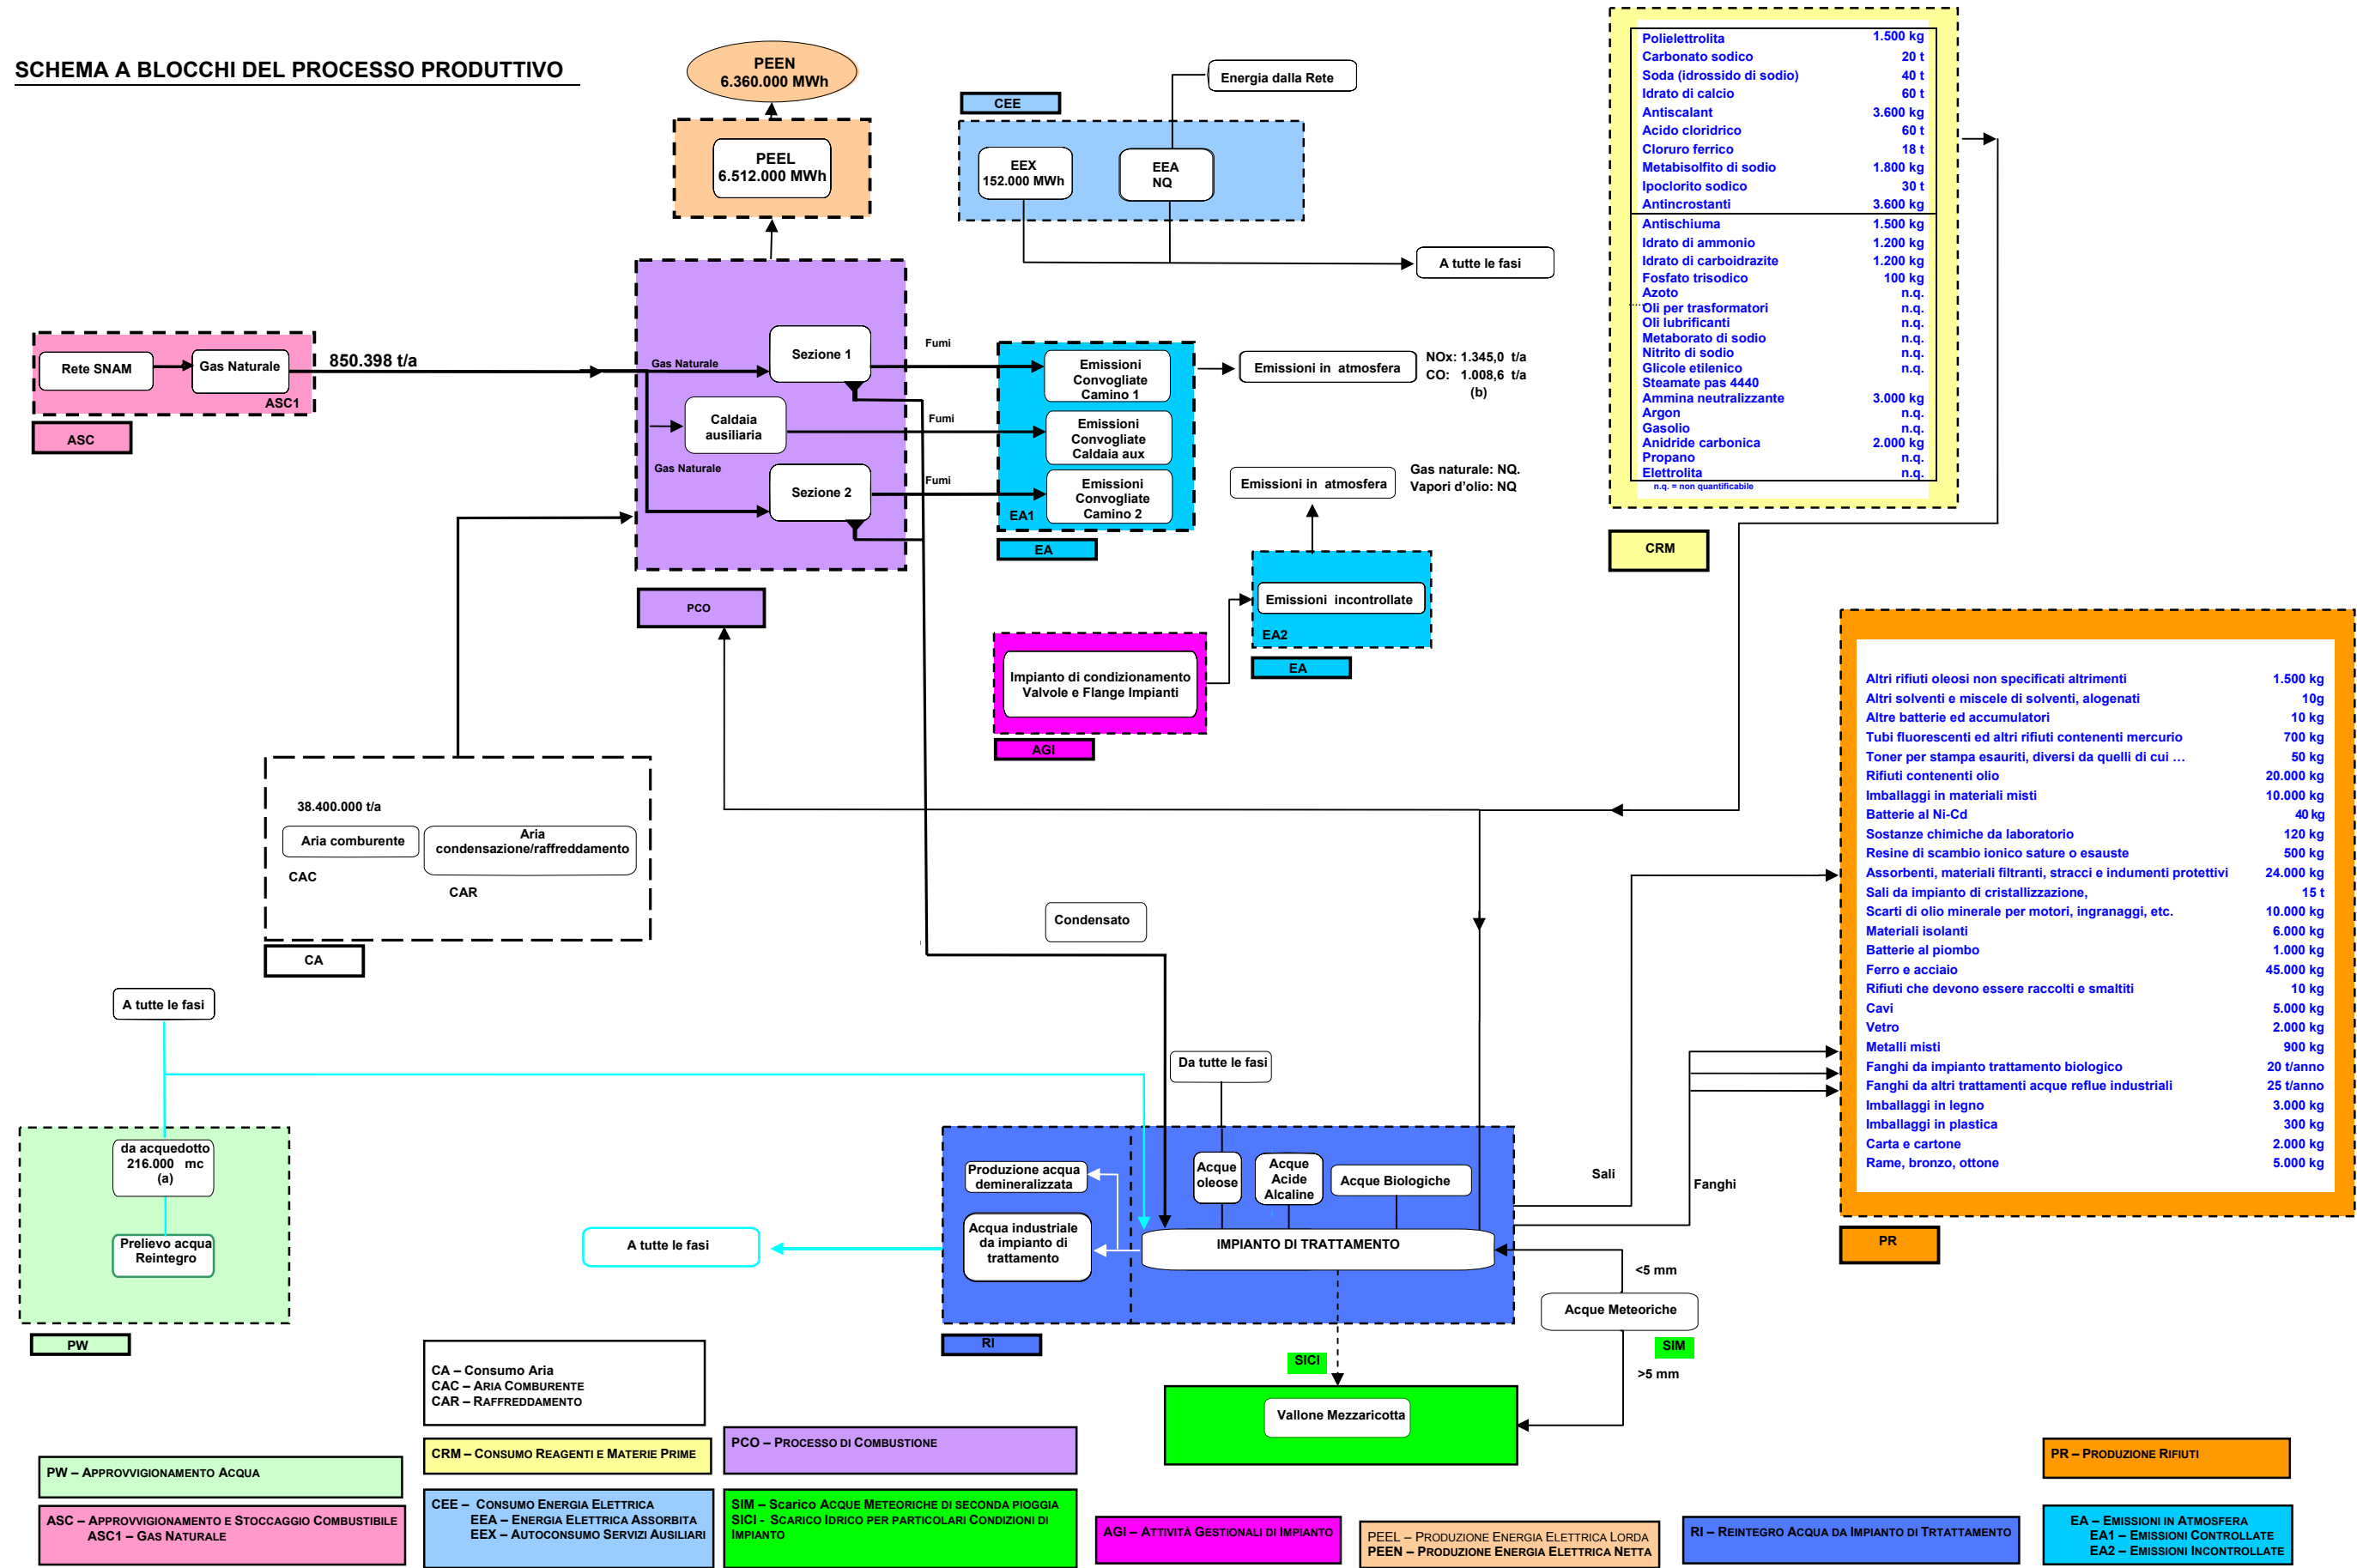 SCHEMA A BLOCCHI DEL PROCESSO PRODUTTIVO
PEEN
6.360.000 MWh
PEEL
6.512.000 MWh
Energia dalla Rete
CEE
EEX
152.000 MWh
EEA
NQ
A tutte le fasi
Polielettrolita 1.500 kg
Carbonato sodico 20 t
Soda (idrossido di sodio) 40 t
Idrato di calcio 60 t
Antiscalant 3.600 kg
Acido cloridrico 60 t
Cloruro ferrico 18 t
Metabisolfito di sodio 1.800 kg
Ipoclorito sodico 30 t
Antincrostanti 3.600 kg
Antischiuma 1.500 kg
Idrato di ammonio 1.200 kg
Idrato di carboidrazite 1.200 kg
Fosfato trisodico 100 kg
Azoto n.q.
Oli per trasformatori n.q.
Oli lubrificanti n.q.
Metaborato di sodio n.q.
Nitrito di sodio n.q.
Glicole etilenico n.q.
Steamate pas 4440
Ammina neutralizzante 3.000 kg
Argon n.q.
Gasolio n.q.
Anidride carbonica 2.000 kg
Propano n.q.
Elettrolita n.q.
n.q. = non quantificabile
CRM
Rete SNAM
Gas Naturale
ASC1
ASC
850.398 t/a
Gas Naturale
Sezione 1
Caldaia
ausiliaria
Gas Naturale
Sezione 2
PCO
Fumi
Fumi
Fumi
Emissioni
Convogliate
Camino 1
Emissioni
Convogliate
Caldaia aux
Emissioni
Convogliate
Camino 2
EA1
EA
Emissioni in atmosfera
NOx: 1.345,0 t/a
CO: 1.008,6 t/a
(b)
Emissioni in atmosfera
Gas naturale: NQ.
Vapori d'olio: NQ
Emissioni incontrollate
EA2
EA
Impianto di condizionamento
Valvole e Flange Impianti
AGI
38.400.000 t/a
Aria comburente
Aria
condensazione/raffreddamento
CAC
CAR
CA
Condensato
Altri rifiuti oleosi non specificati altrimenti 1.500 kg
Altri solventi e miscele di solventi, alogenati 10g
Altre batterie ed accumulatori 10 kg
Tubi fluorescenti ed altri rifiuti contenenti mercurio 700 kg
Toner per stampa esauriti, diversi da quelli di cui … 50 kg
Rifiuti contenenti olio 20.000 kg
Imballaggi in materiali misti 10.000 kg
Batterie al Ni-Cd 40 kg
Sostanze chimiche da laboratorio 120 kg
Resine di scambio ionico sature o esauste 500 kg
Assorbenti, materiali filtranti, stracci e indumenti protettivi 24.000 kg
Sali da impianto di cristallizzazione, 15 t
Scarti di olio minerale per motori, ingranaggi, etc. 10.000 kg
Materiali isolanti 6.000 kg
Batterie al piombo 1.000 kg
Ferro e acciaio 45.000 kg
Rifiuti che devono essere raccolti e smaltiti 10 kg
Cavi 5.000 kg
Vetro 2.000 kg
Metalli misti 900 kg
Fanghi da impianto trattamento biologico 20 t/anno
Fanghi da altri trattamenti acque reflue industriali 25 t/anno
Imballaggi in legno 3.000 kg
Imballaggi in plastica 300 kg
Carta e cartone 2.000 kg
Rame, bronzo, ottone 5.000 kg
PR
A tutte le fasi
da acquedotto
216.000 mc
(a)
Prelievo acqua
Reintegro
PW
A tutte le fasi
Da tutte le fasi
Produzione acqua
demineralizzata
Acqua industriale
da impianto di
trattamento
Acque
oleose
Acque
Acide
Alcaline
Acque Biologiche
IMPIANTO DI TRATTAMENTO
RI
Sali
Fanghi
<5 mm
Acque Meteoriche
SIM
>5 mm
SICI
Vallone Mezzaricotta
CA – Consumo Aria
CAC – ARIA COMBURENTE
CAR – RAFFREDDAMENTO
PW – APPROVVIGIONAMENTO ACQUA
CRM – CONSUMO REAGENTI E MATERIE PRIME
PCO – PROCESSO DI COMBUSTIONE
PR – PRODUZIONE RIFIUTI
ASC – APPROVVIGIONAMENTO E STOCCAGGIO COMBUSTIBILE
ASC1 – GAS NATURALE
CEE – CONSUMO ENERGIA ELETTRICA
EEA – ENERGIA ELETTRICA ASSORBITA
EEX – AUTOCONSUMO SERVIZI AUSILIARI
SIM – Scarico ACQUE METEORICHE DI SECONDA PIOGGIA
SICI - SCARICO IDRICO PER PARTICOLARI CONDIZIONI DI
IMPIANTO
AGI – ATTIVITÀ GESTIONALI DI IMPIANTO
PEEL – PRODUZIONE ENERGIA ELETTRICA LORDA
PEEN – PRODUZIONE ENERGIA ELETTRICA NETTA
RI – REINTEGRO ACQUA DA IMPIANTO DI TRTATTAMENTO
EA – EMISSIONI IN ATMOSFERA
EA1 – EMISSIONI CONTROLLATE
EA2 – EMISSIONI INCONTROLLATE